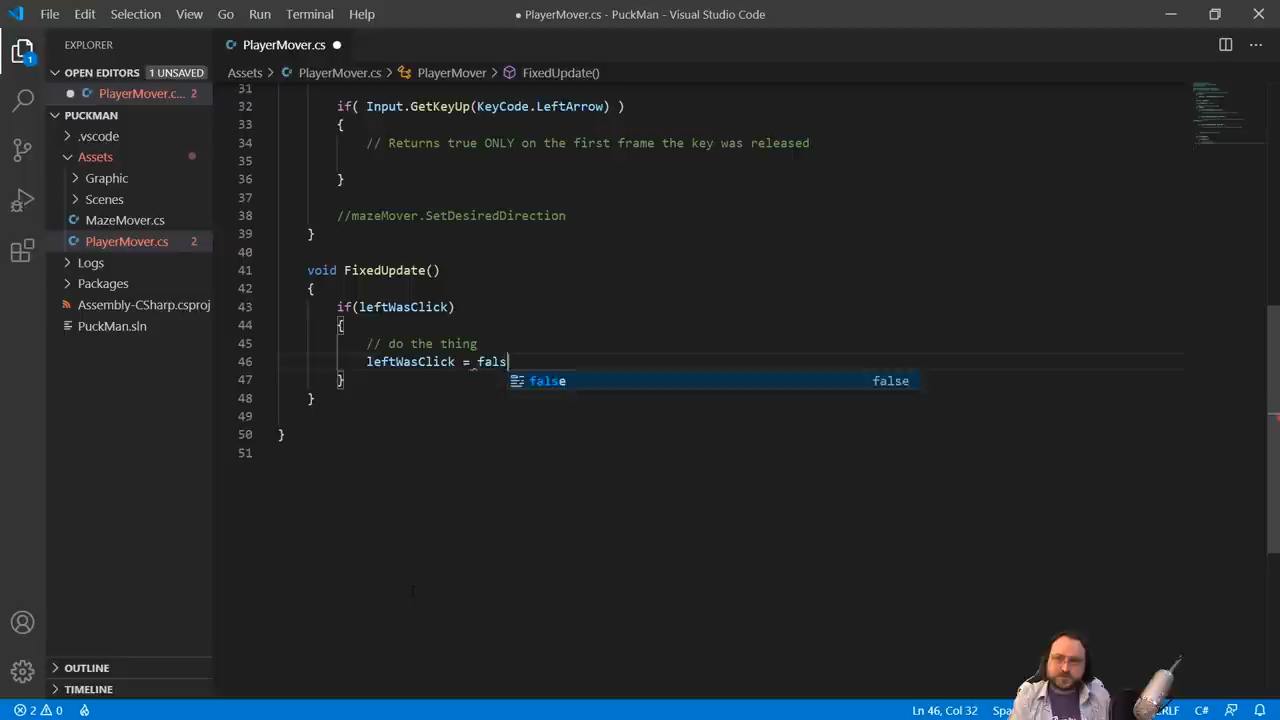 File Edit Selection View Go Run Terminal Help
● PlayerMover.cs - PuckMan - Visual Studio Code
EXPLORER
OPEN EDITORS 1 UNSAVED
PlayerMover.c... 2
PUCKMAN
.vscode
Assets
Graphic
Scenes
MazeMover.cs
PlayerMover.cs 2
Logs
Packages
Assembly-CSharp.csproj
PuckMan.sln
OUTLINE
TIMELINE
1
PlayerMover.cs ●
Assets > PlayerMover.cs > PlayerMover > FixedUpdate()
31
32 if( Input.GetKeyUp(KeyCode.LeftArrow) )
33 {
34 // Returns true ONLY on the first frame the key was released
35
36 }
37
38 //mazeMover.SetDesiredDirection
39 }
40
41 void FixedUpdate()
42 {
43 if(leftWasClick)
44 {
45 // do the thing
46 leftWasClick = fals
false false
47 }
48 }
49
50 }
51
2 0 Ln 46, Col 32 CRLF C#